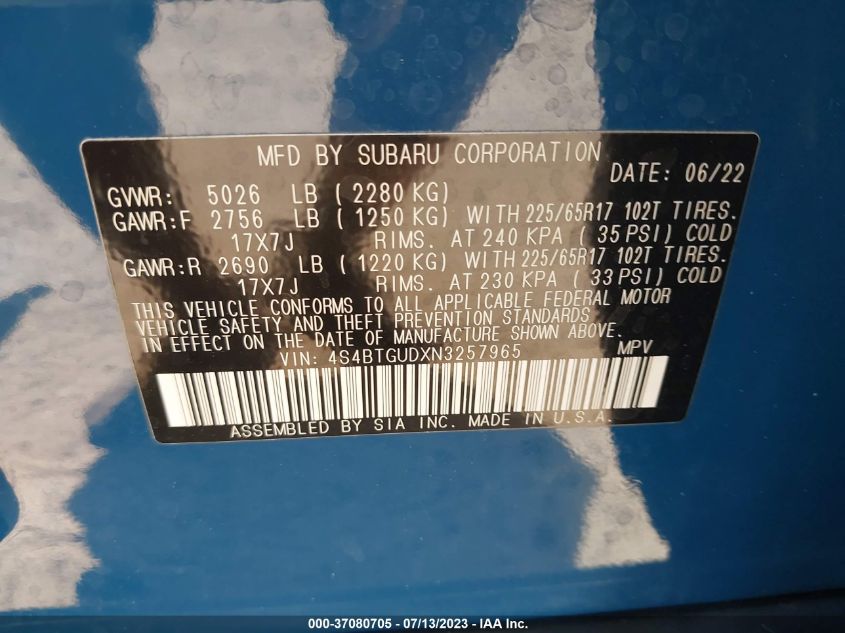 MFD BY SUBARU CORPORATION
DATE: 06/22
GVWR: 5026 LB ( 2280 KG)
GAWR:F 2756 LB ( 1250 KG) WITH 225/65R17 102T TIRES.
17X7J RIMS. AT 240 KPA ( 35 PSI) COLD
GAWR:R 2690 LB ( 1220 KG) WITH 225/65R17 102T TIRES.
17X7J RIMS. AT 230 KPA ( 33 PSI) COLD
THIS VEHICLE CONFORMS TO ALL APPLICABLE FEDERAL MOTOR
VEHICLE SAFETY AND THEFT PREVENTION STANDARDS
IN EFFECT ON THE DATE OF MANUFACTURE SHOWN ABOVE.
VIN: 4S4BTGUDXN3257965 MPV
ASSEMBLED BY SIA INC. MADE IN U.S.A.
000-37080705 - 07/13/2023 - IAA Inc.